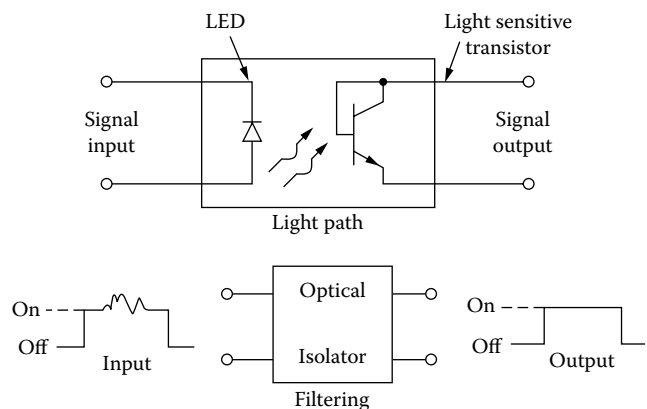 LED
Light sensitive
transistor
Signal
input
Signal
output
Light path
On
Off
Input
Optical
Isolator
Filtering
On
Off
Output